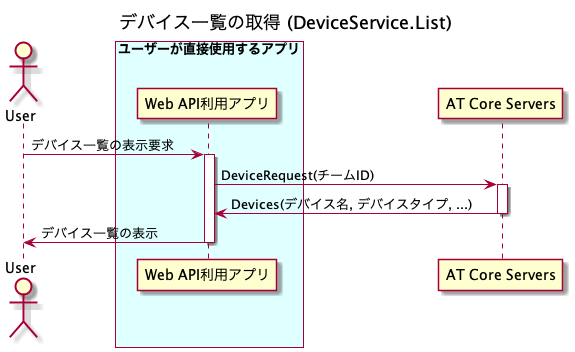 デバイス一覧の取得 (DeviceService.List)
ユーザーが直接使用するアプリ
User
Web API利用アプリ
AT Core Servers
デバイス一覧の表示要求
DeviceRequest(チームID)
Devices(デバイス名, デバイスタイプ, ...)
デバイス一覧の表示
User
Web API利用アプリ
AT Core Servers